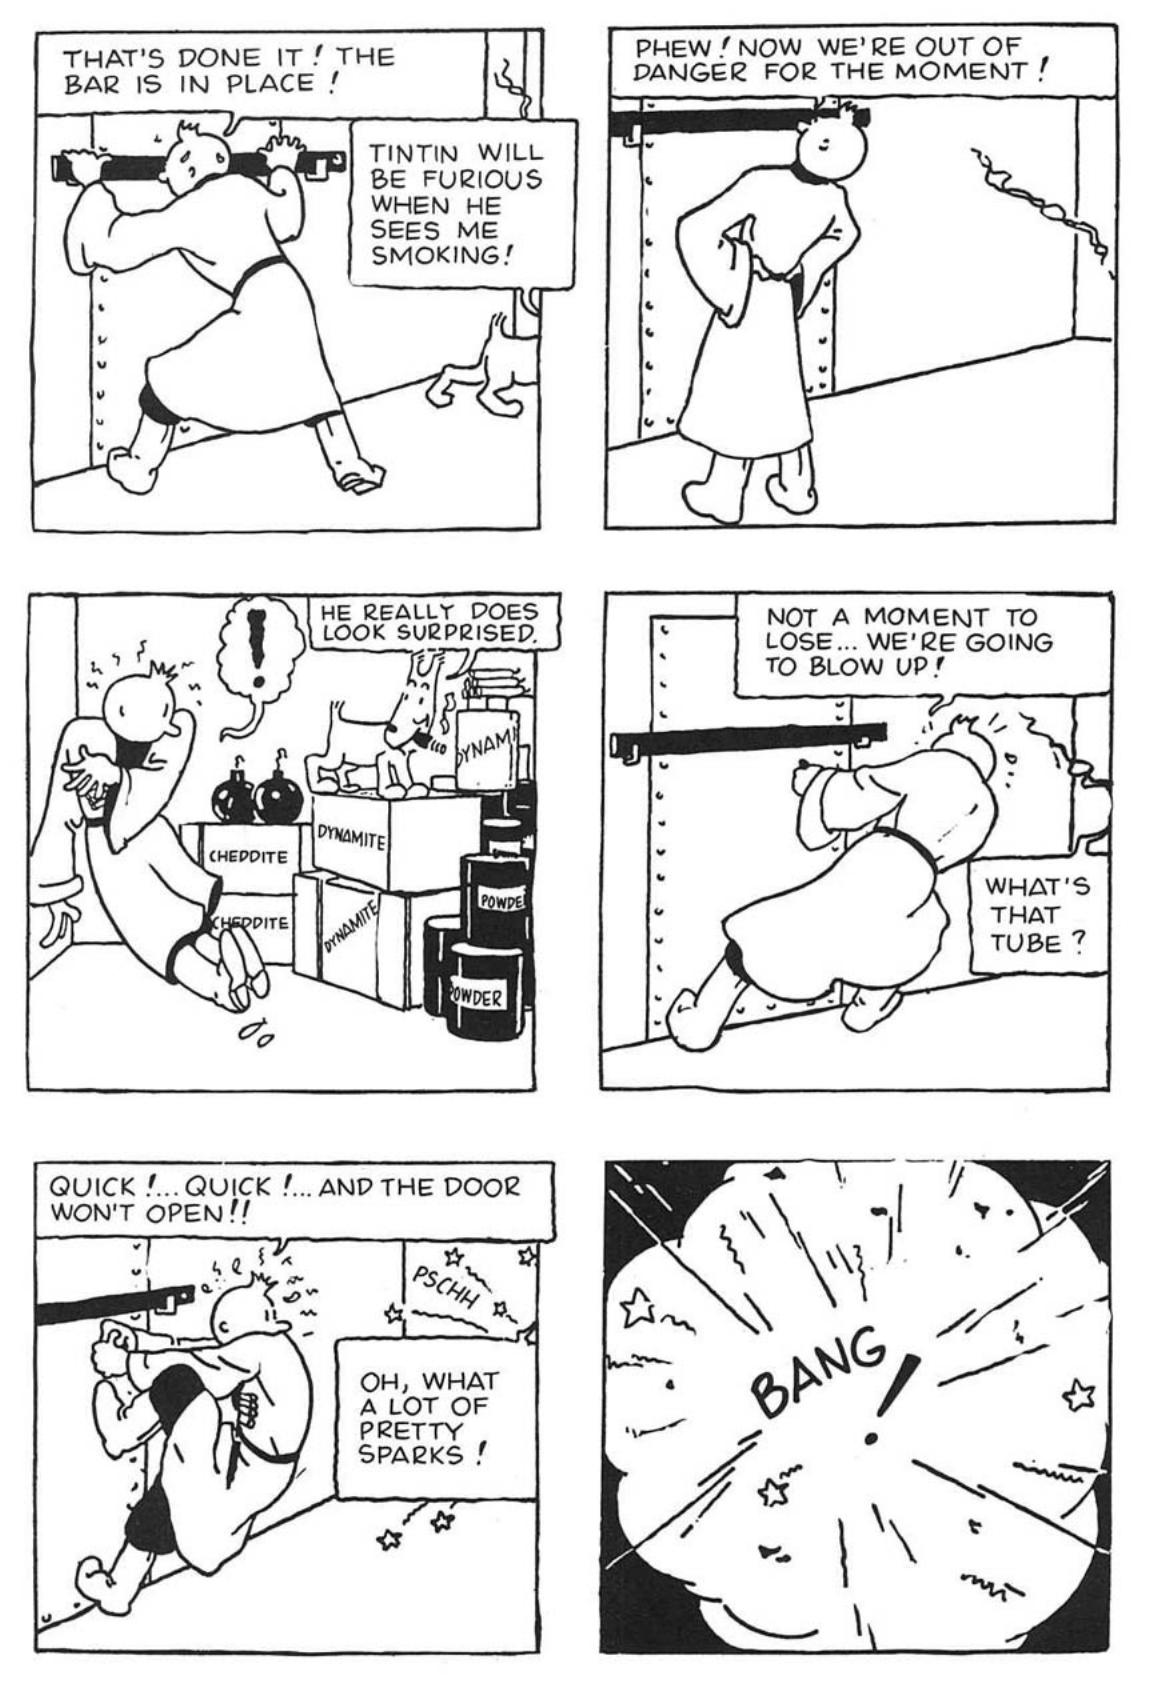 THAT'S DONE IT! THE
BAR IS IN PLACE!
TINTIN WILL
BE FURIOUS
WHEN HE
SEES ME
SMOKING!
PHEW! NOW WE'RE OUT OF
DANGER FOR THE MOMENT!
!
HE REALLY DOES
LOOK SURPRISED.
DYNAMI
DYNAMITE
CHEDDITE
CHEDDITE
DYNAMITE
POWDE
POWDER
NOT A MOMENT TO
LOSE... WE'RE GOING
TO BLOW UP!
WHAT'S
THAT
TUBE?
QUICK!... QUICK!... AND THE DOOR
WON'T OPEN!!
PSCHH
OH, WHAT
A LOT OF
PRETTY
SPARKS!
BANG!